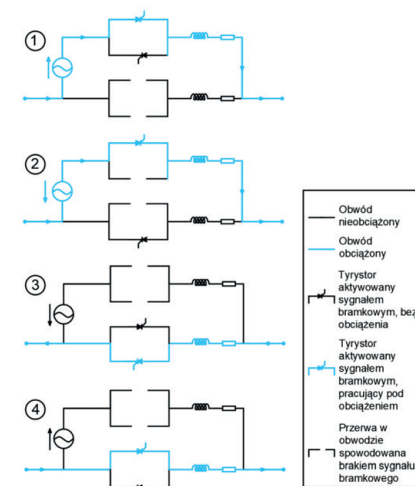 1
2
3
4
Obwód
nieobciążony
Obwód
obciążony
Tyrystor
aktywowany
sygnałem
bramkowym, bez
obciążenia
Tyrystor
aktywowany
sygnałem
bramkowym,
pracujący pod
obciążeniem
Przerwa w
obwodzie
spowodowana
brakiem sygnału
bramkowego